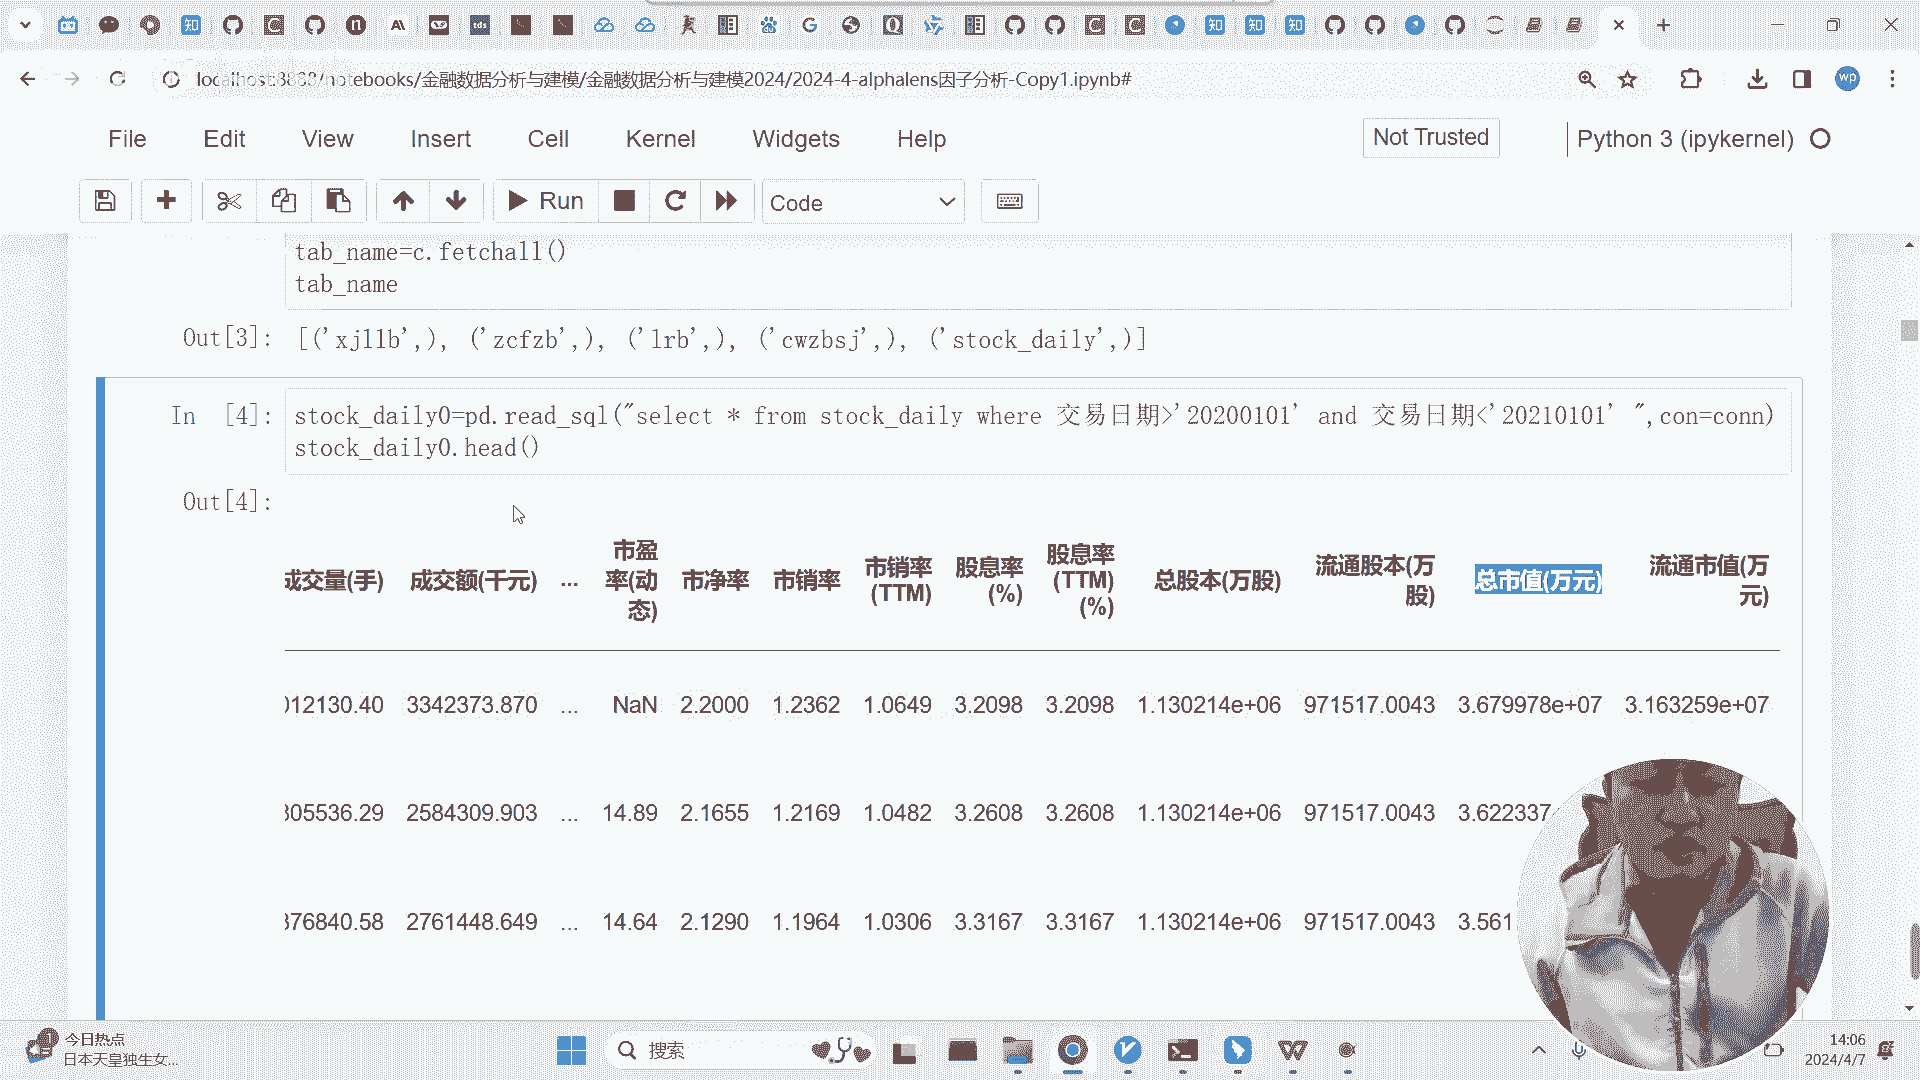 localhost:8888/notebooks/金融数据分析与建模/金融数据分析与建模2024/2024-4-alphalens因子分析-Copy1.ipynb#
File Edit View Insert Cell Kernel Widgets Help
Not Trusted
Python 3 (ipykernel)
Run
Code
tab_name=c.fetchall()
tab_name
Out[3]: [('xjllb',), ('zcfzb',), ('lrb',), ('cwzbsj',), ('stock_daily',)]
In [4]: stock_daily0=pd.read_sql("select * from stock_daily where 交易日期>'20200101' and 交易日期<'20210101' ",con=conn)
stock_daily0.head()
Out[4]:
成交量(手) 成交额(千元) ... 市盈率(动态) 市净率 市销率 市销率(TTM) 股息率(%) 股息率(TTM)(%) 总股本(万股) 流通股本(万股) 总市值(万元) 流通市值(万元)
012130.40 3342373.870 ... NaN 2.2000 1.2362 1.0649 3.2098 3.2098 1.130214e+06 971517.0043 3.679978e+07 3.163259e+07
305536.29 2584309.903 ... 14.89 2.1655 1.2169 1.0482 3.2608 3.2608 1.130214e+06 971517.0043 3.622337
376840.58 2761448.649 ... 14.64 2.1290 1.1964 1.0306 3.3167 3.3167 1.130214e+06 971517.0043 3.561
今日热点
日本天皇独生女...
搜索
14:06
2024/4/7